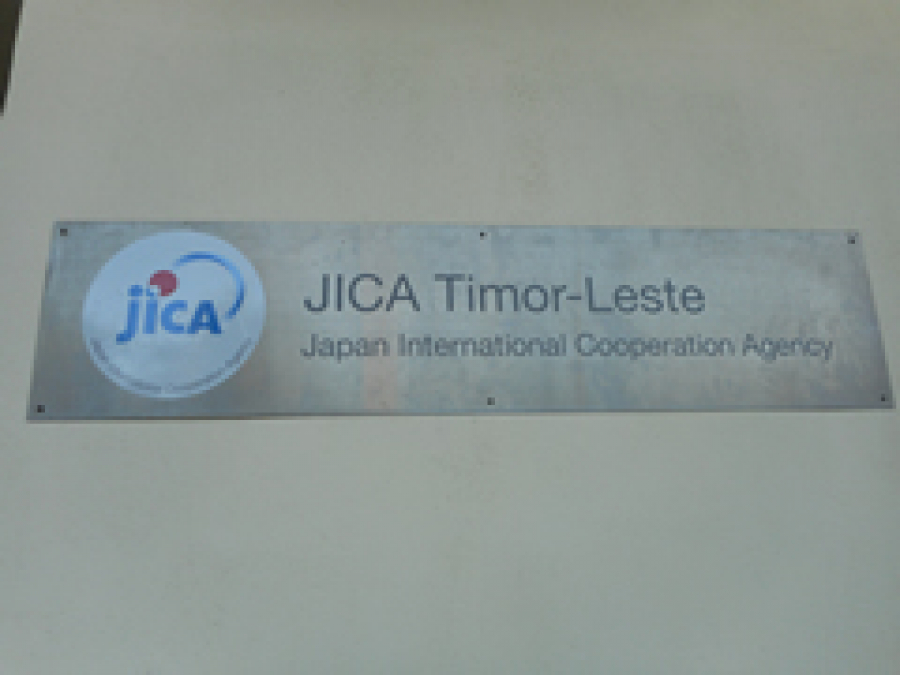 jICA
JICA Timor-Leste
Japan International Cooperation Agency